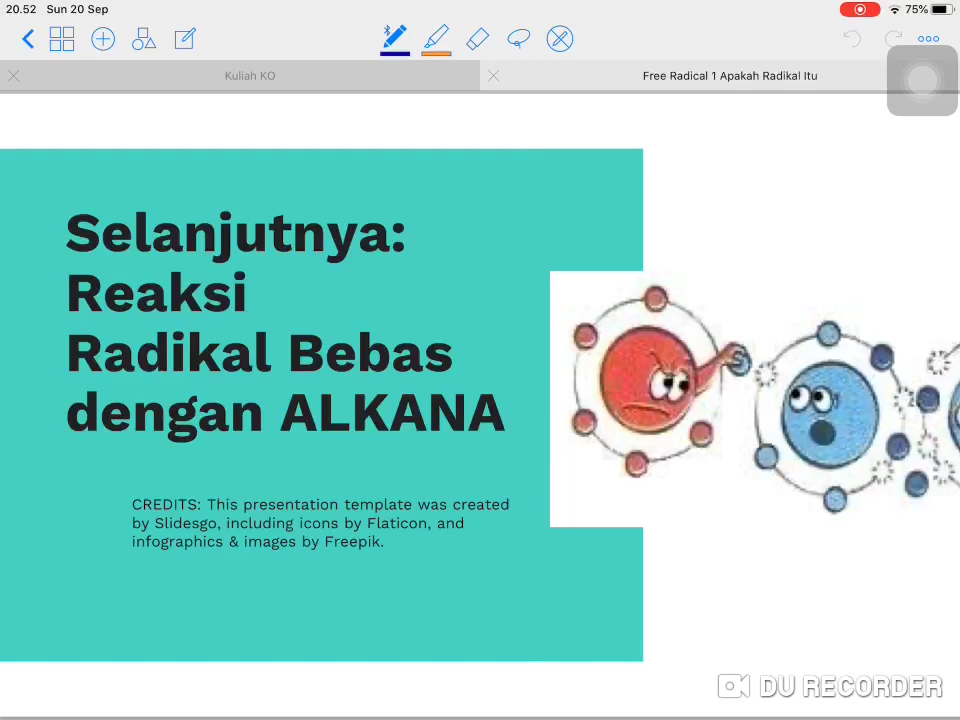 20.52 Sun 20 Sep
75%
Kuliah KO
Free Radical 1 Apakah Radikal Itu
Selanjutnya:
Reaksi
Radikal Bebas
dengan ALKANA
CREDITS: This presentation template was created
by Slidesgo, including icons by Flaticon, and
infographics & images by Freepik.
DU RECORDER